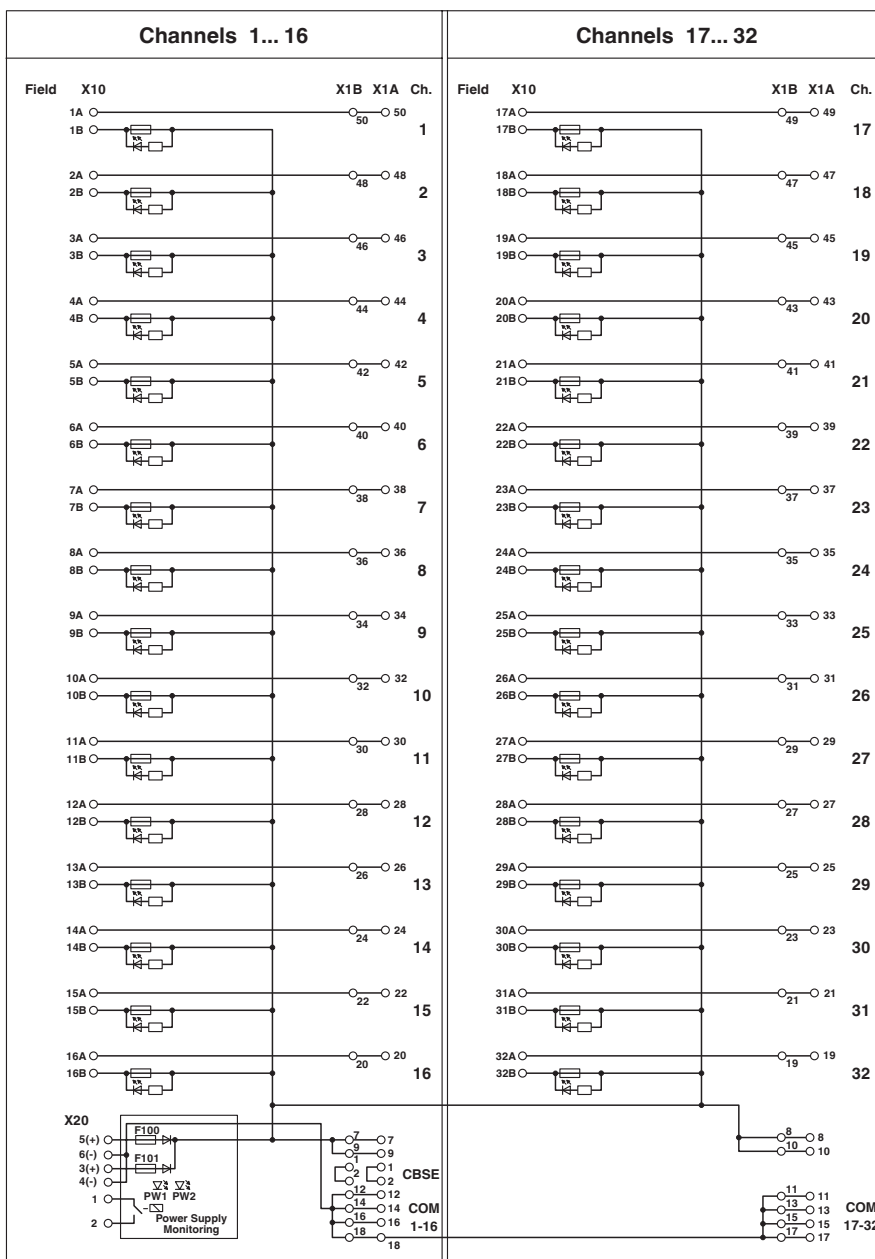 Channels 1... 16
Field X10 X1B X1A Ch.
1A 50 50
1B 1
2A 48 48
2B 2
3A 46 46
3B 3
4A 44 44
4B 4
5A 42 42
5B 5
6A 40 40
6B 6
7A 38 38
7B 7
8A 36 36
8B 8
9A 34 34
9B 9
10A 32 32
10B 10
11A 30 30
11B 11
12A 28 28
12B 12
13A 26 26
13B 13
14A 24 24
14B 14
15A 22 22
15B 15
16A 20 20
16B 16
X20
5(+) F100
6(-)
3(+) F101
4(-)
PW1 PW2
1
2
Power Supply
Monitoring
7 7
9 9
1 1
2 2
CBSE
12 12
14 14
16 16
18 18
COM
1-16
Channels 17... 32
Field X10 X1B X1A Ch.
17A 49 49
17B 17
18A 47 47
18B 18
19A 45 45
19B 19
20A 43 43
20B 20
21A 41 41
21B 21
22A 39 39
22B 22
23A 37 37
23B 23
24A 35 35
24B 24
25A 33 33
25B 25
26A 31 31
26B 26
27A 29 29
27B 27
28A 27 27
28B 28
29A 25 25
29B 29
30A 23 23
30B 30
31A 21 21
31B 31
32A 19 19
32B 32
8 8
10 10
11 11
13 13
15 15
17 17
COM
17-32